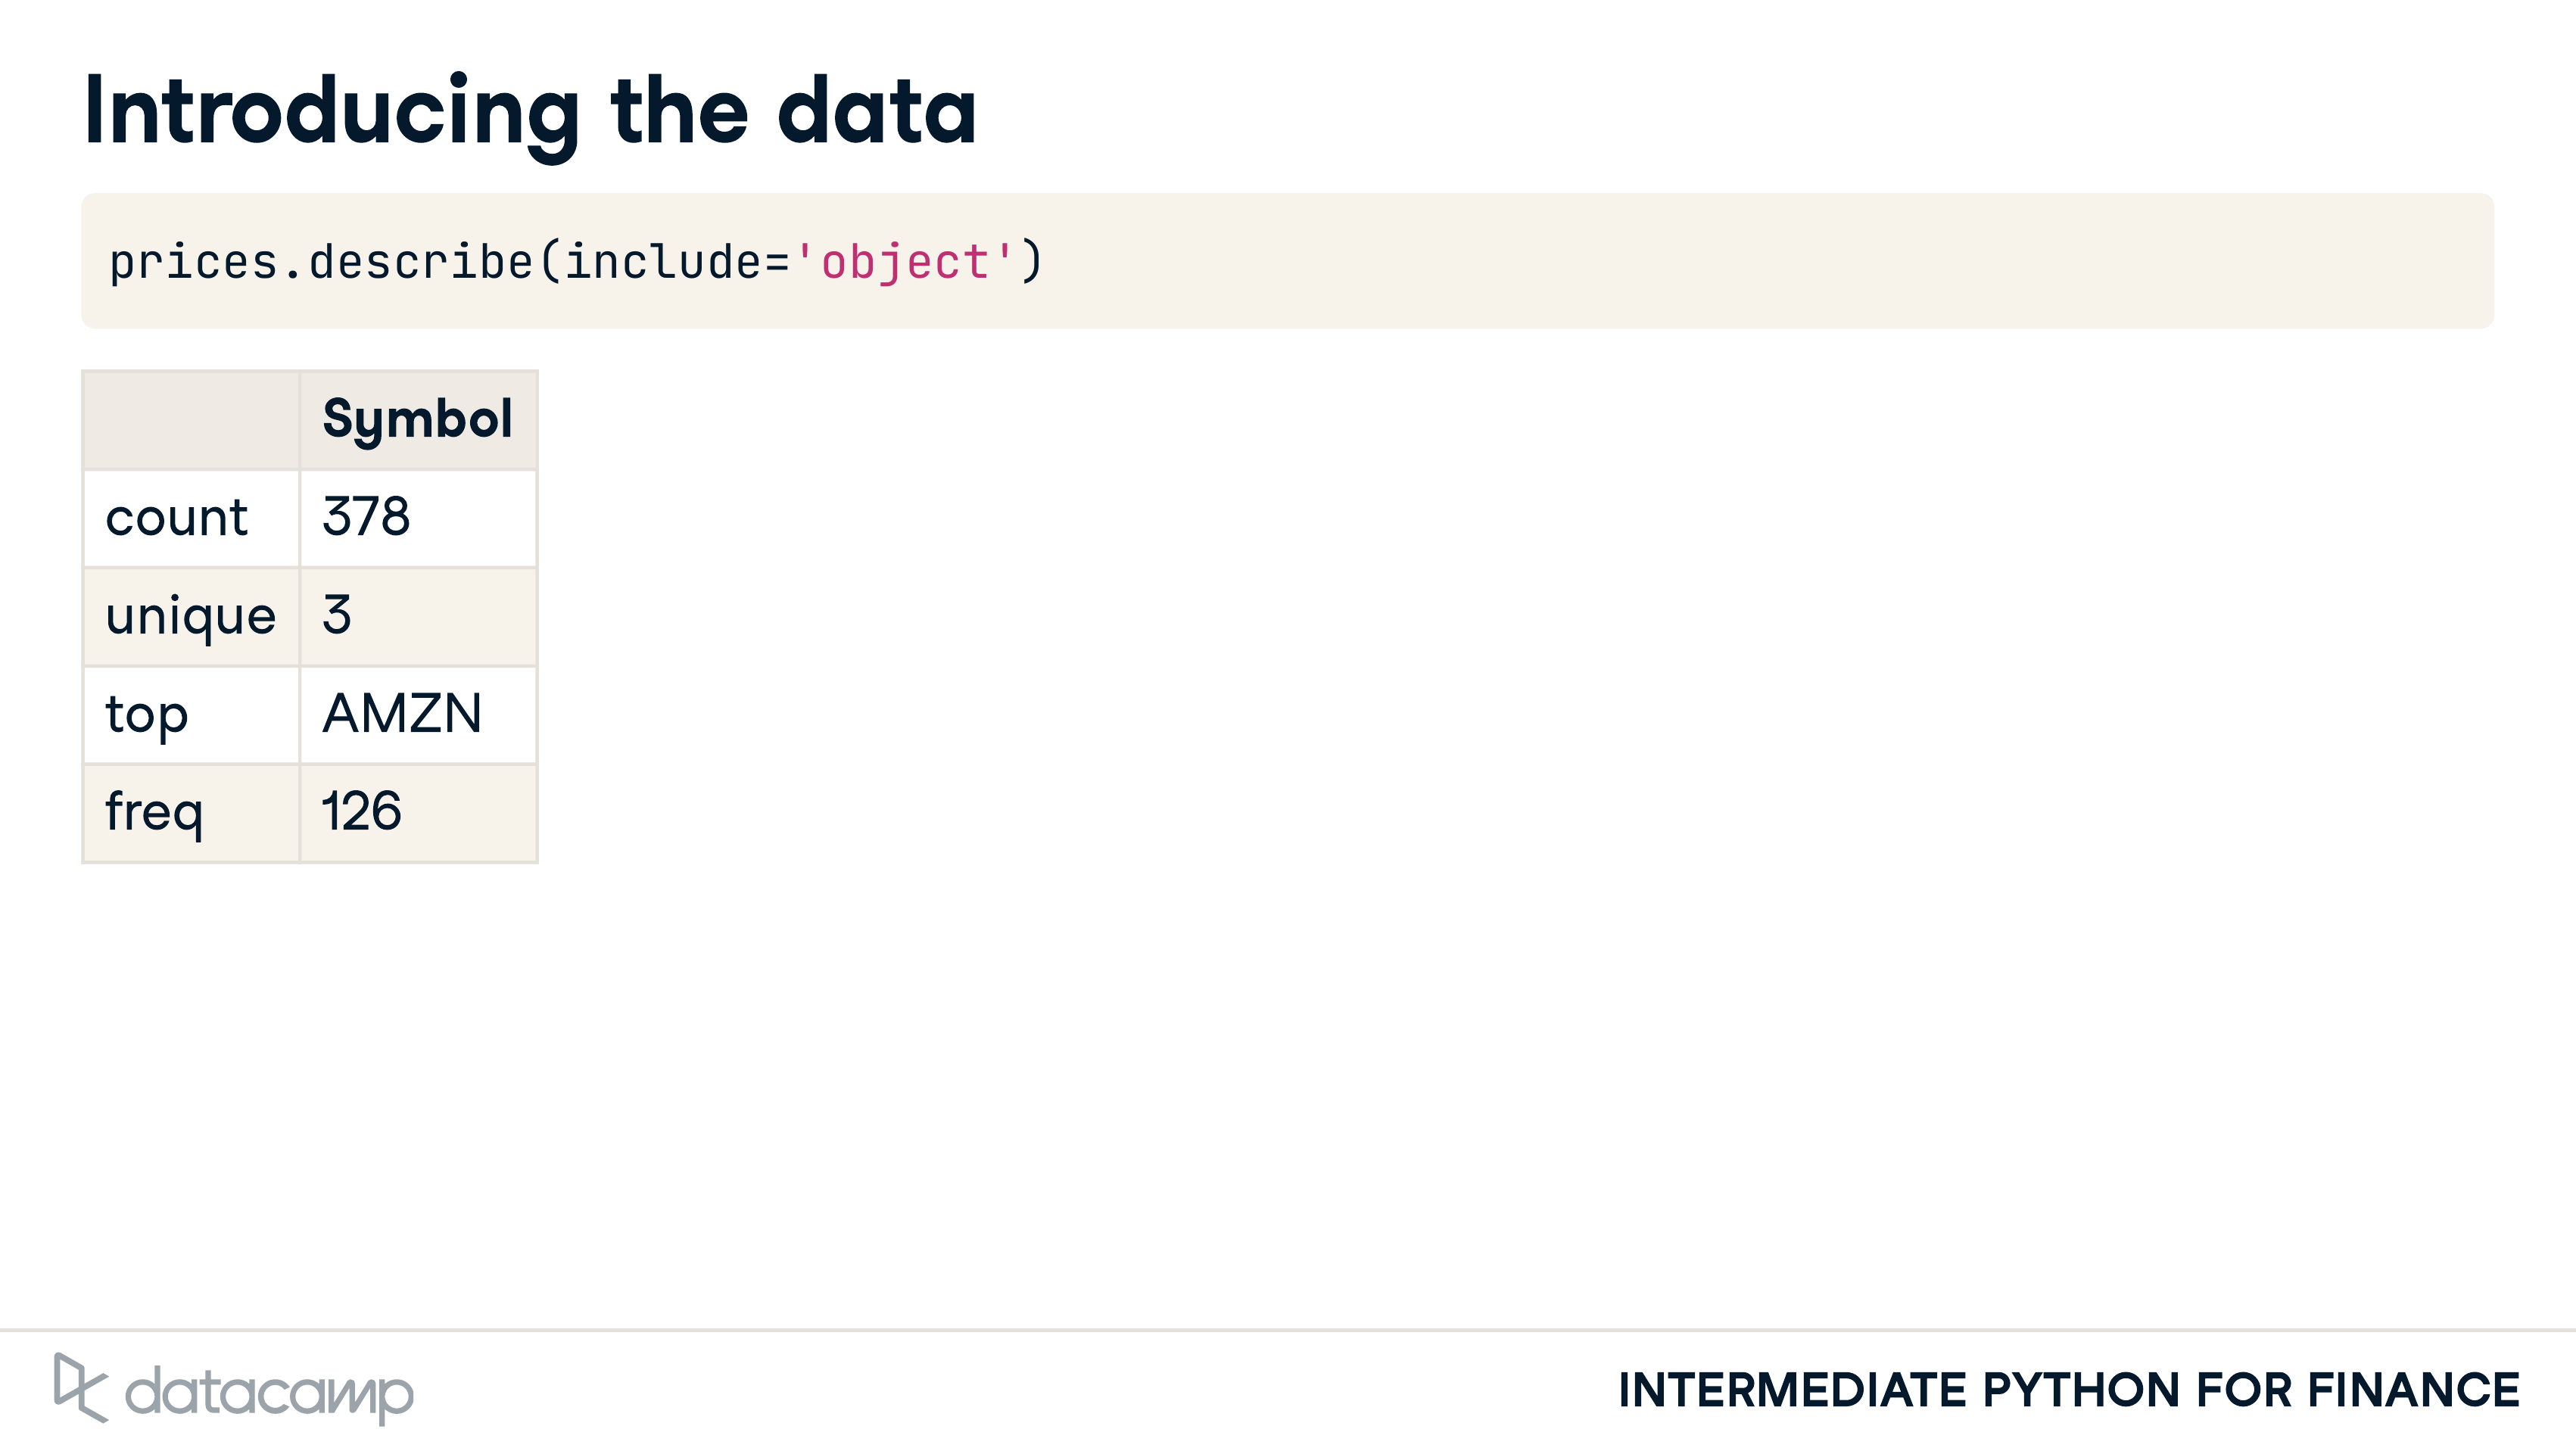 Introducing the data
prices.describe(include='object')
Symbol
count 378
unique 3
top AMZN
freq 126
datacamp
INTERMEDIATE PYTHON FOR FINANCE